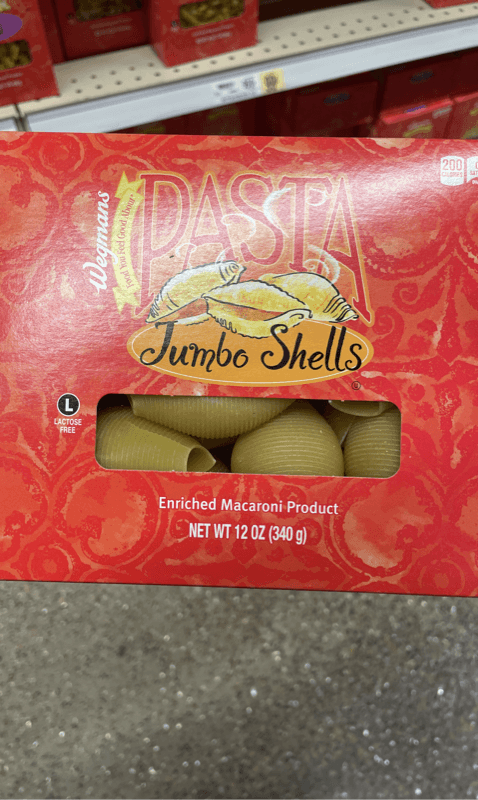 Wegmans
Food You Feel Good About
PASTA
Jumbo Shells
®
200
CALORIES
L
LACTOSE
FREE
Enriched Macaroni Product
NET WT 12 OZ (340 g)